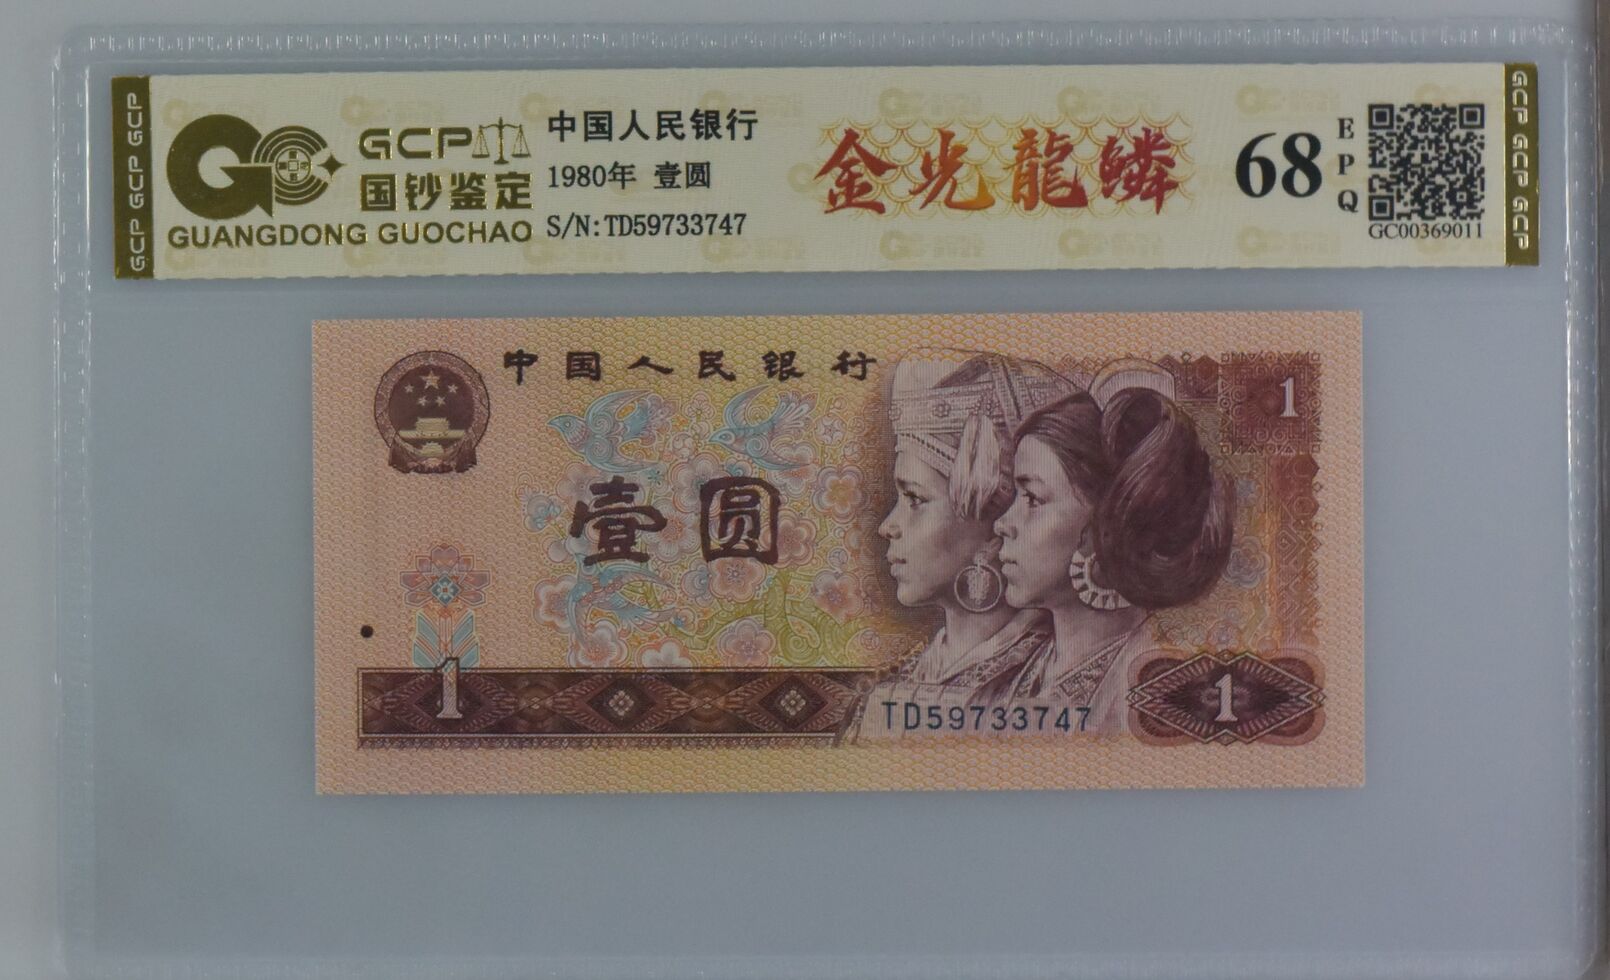 GCP GCP GCP
GCP
国钞鉴定
GUANGDONG GUOCHAO
中国人民银行
1980年 壹圆
S/N:TD59733747
金光龍鱗
68
EPQ
GC00369011
GCP GCP GCP
中国人民银行
1
壹圆
1
TD59733747
1